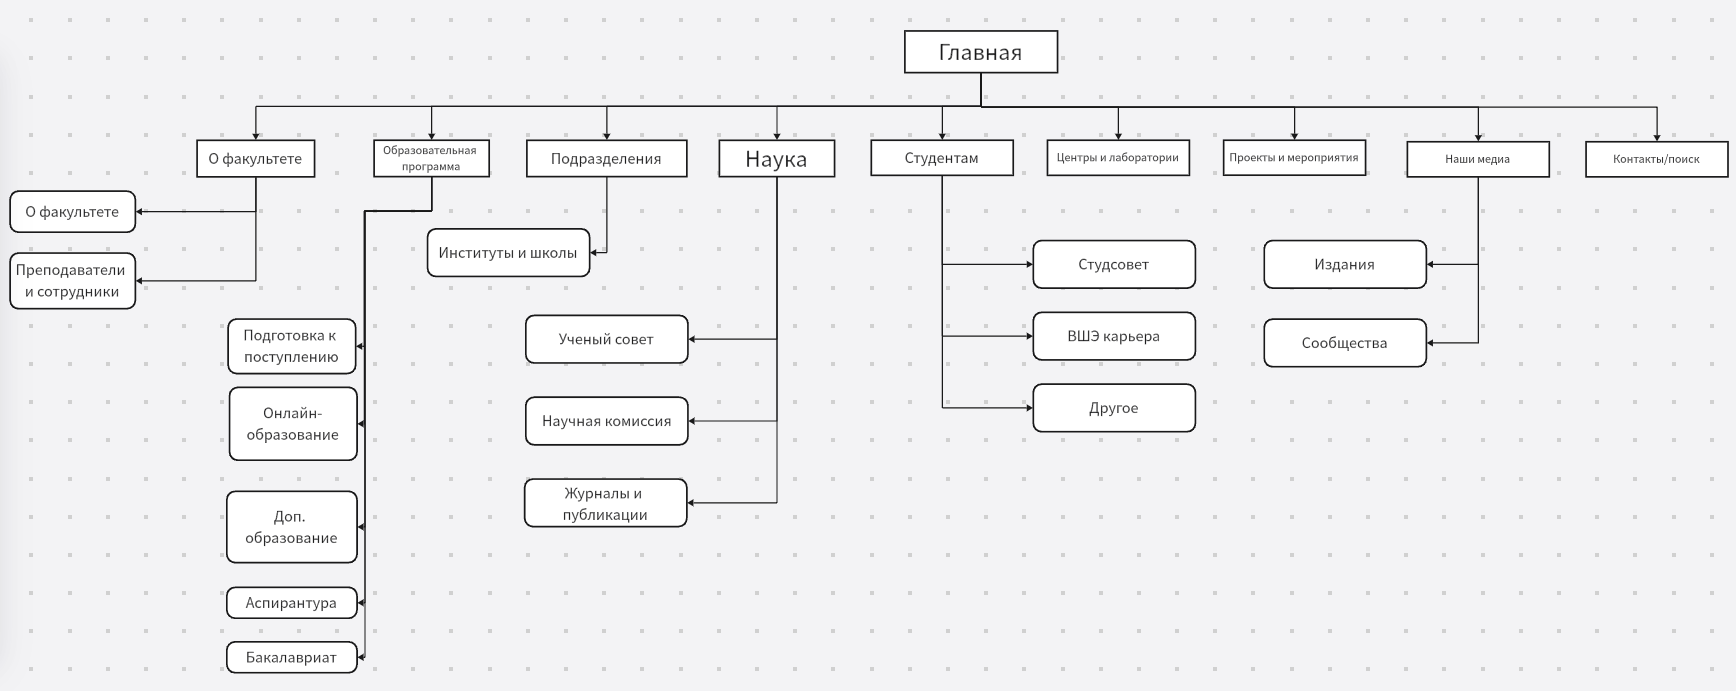 Главная
О факультете
Образовательная
программа
Подразделения
Наука
Студентам
Центры и лаборатории
Проекты и мероприятия
Наши медиа
Контакты/поиск
О факультете
Преподаватели
и сотрудники
Подготовка к
поступлению
Онлайн-
образование
Доп.
образование
Аспирантура
Бакалавриат
Институты и школы
Ученый совет
Научная комиссия
Журналы и
публикации
Студсовет
ВШЭ карьера
Другое
Издания
Сообщества